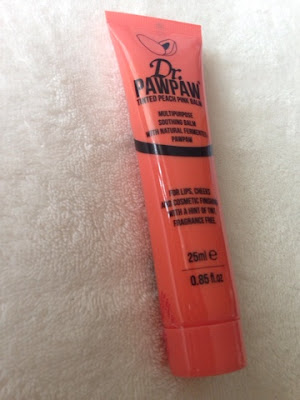 Dr.
PAWPAW
TINTED PEACH PINK BALM
MULTIPURPOSE
SOOTHING BALM
WITH NATURAL FERMENTED
PAWPAW
FOR LIPS, CHEEKS
AND COSMETIC FINISHING
WITH A HINT OF TINT.
FRAGRANCE FREE.
25ml e
0.85 fl.oz